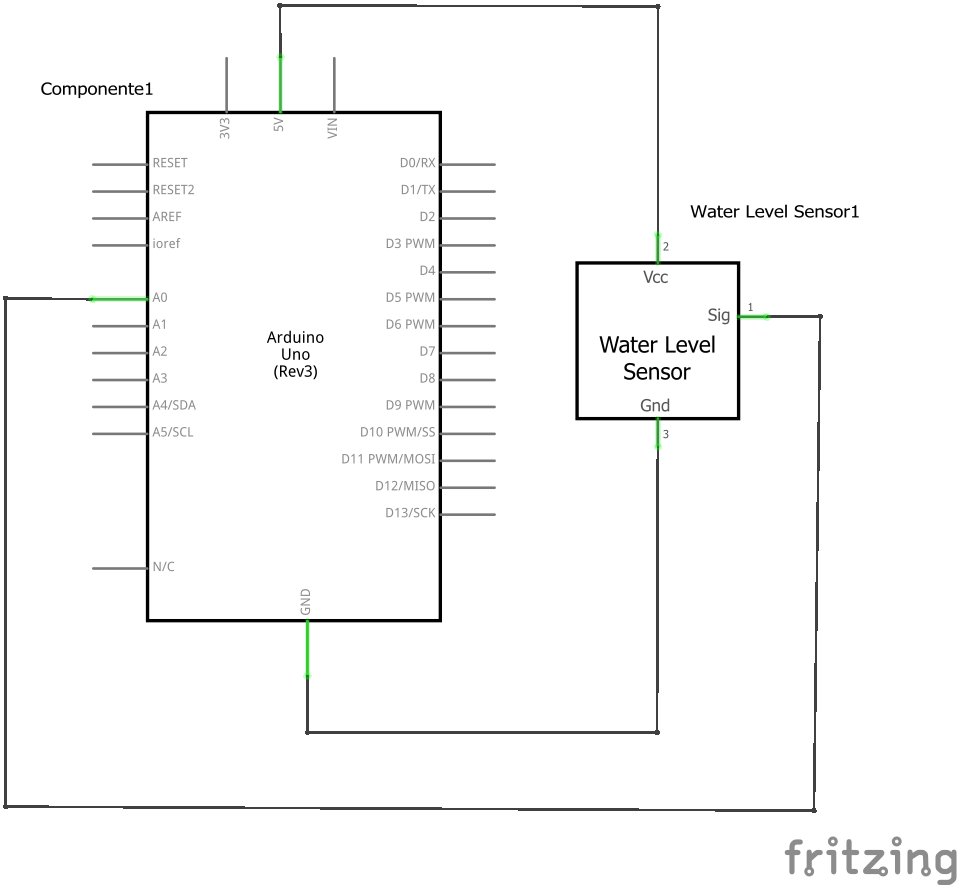 Componente1
3V3
5V
VIN
RESET
RESET2
AREF
ioref
A0
A1
A2
A3
A4/SDA
A5/SCL
N/C
D0/RX
D1/TX
D2
D3 PWM
D4
D5 PWM
D6 PWM
D7
D8
D9 PWM
D10 PWM/SS
D11 PWM/MOSI
D12/MISO
D13/SCK
Arduino
Uno
(Rev3)
GND
Water Level Sensor1
2
Vcc
1
Sig
Water Level
Sensor
Gnd
3
fritzing